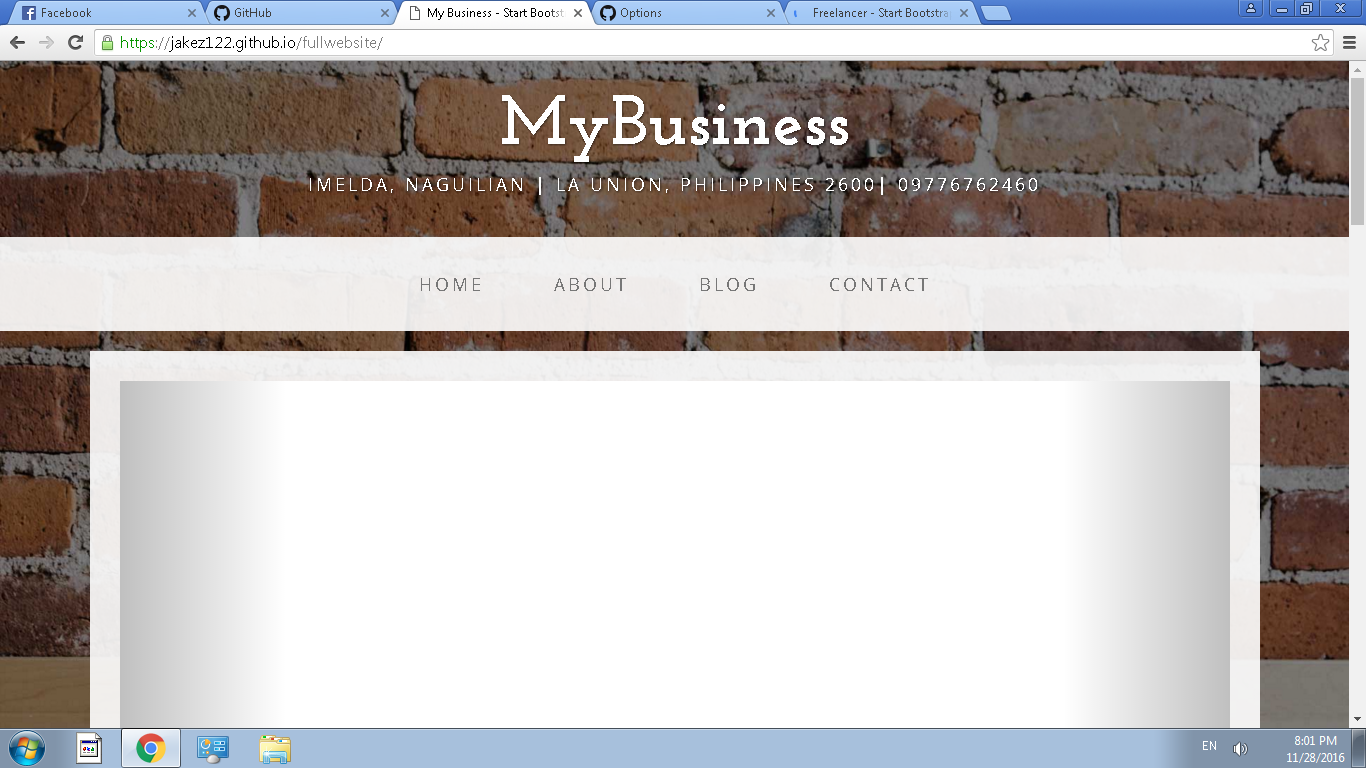 Facebook
GitHub
My Business - Start Bootst
Options
Freelancer - Start Bootstra
https://jakez122.github.io/fullwebsite/
MyBusiness
IMELDA, NAGUILIAN | LA UNION, PHILIPPINES 2600| 09776762460
HOME ABOUT BLOG CONTACT
EN
8:01 PM
11/28/2016